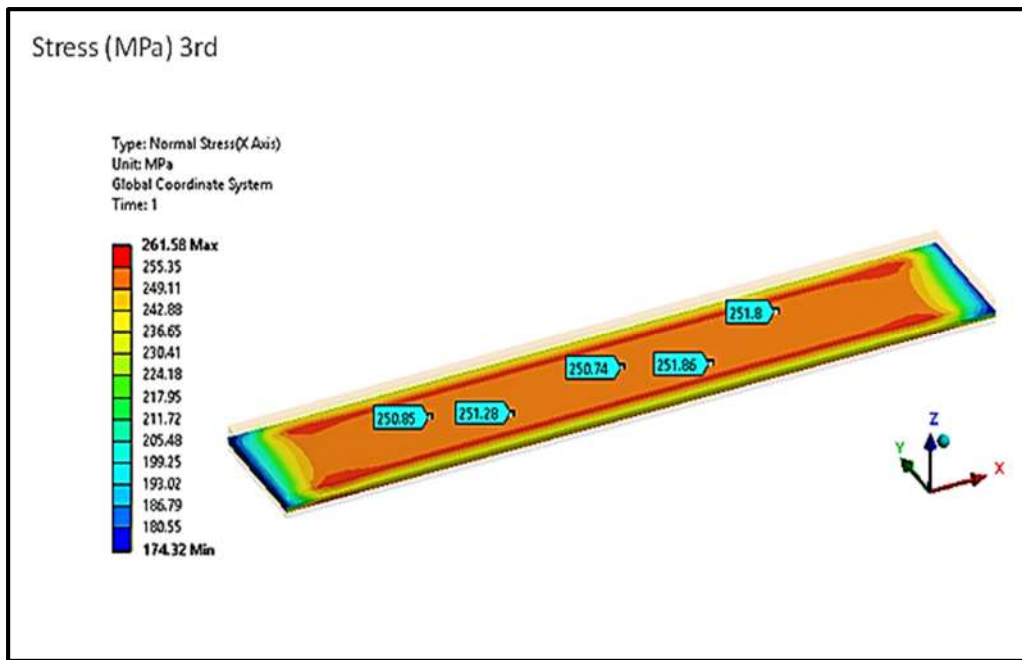 Stress (MPa) 3rd
Type: Normal Stress(X Axis)
Unit: MPa
Global Coordinate System
Time: 1
261.58 Max
255.35
249.11
242.88
236.65
230.41
224.18
217.95
211.72
205.48
199.25
193.02
186.79
180.55
174.32 Min
251.8
250.74
251.86
250.85
251.28
Z
Y
X